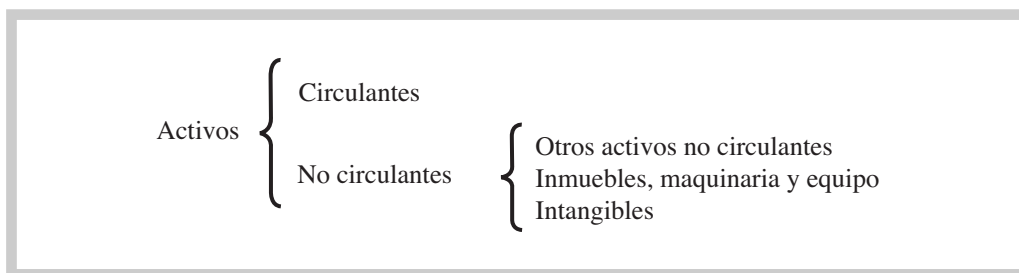 Circulantes
Activos
No circulantes
Otros activos no circulantes
Inmuebles, maquinaria y equipo
Intangibles